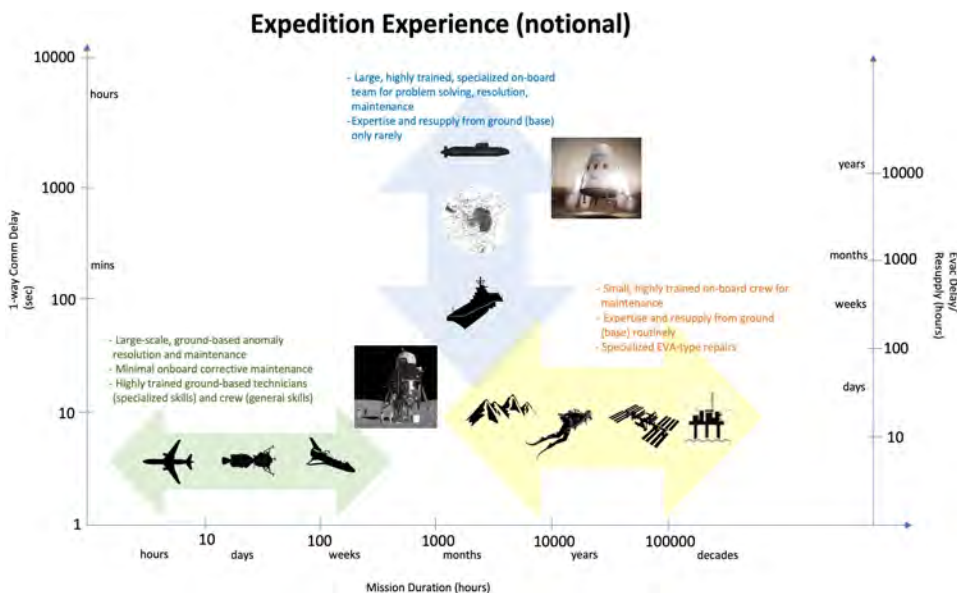 Expedition Experience (notional)
10000
hours
1000
1-way Comm Delay
(sec)
mins
100
10
1
- Large, highly trained, specialized on-board
team for problem solving, resolution,
maintenance
-Expertise and resupply from ground (base)
only rarely
- Large-scale, ground-based anomaly
resolution and maintenance
- Minimal onboard corrective maintenance
- Highly trained ground-based technicians
(specialized skills) and crew (general skills)
- Small, highly trained on-board crew for
maintenance
- Expertise and resupply from ground
(base) routinely
- Specialized EVA-type repairs
years
10000
months
1000
weeks
100
days
10
Evac Delay/
Resupply (hours)
10
100
1000
10000
100000
hours
days
weeks
months
years
decades
Mission Duration (hours)